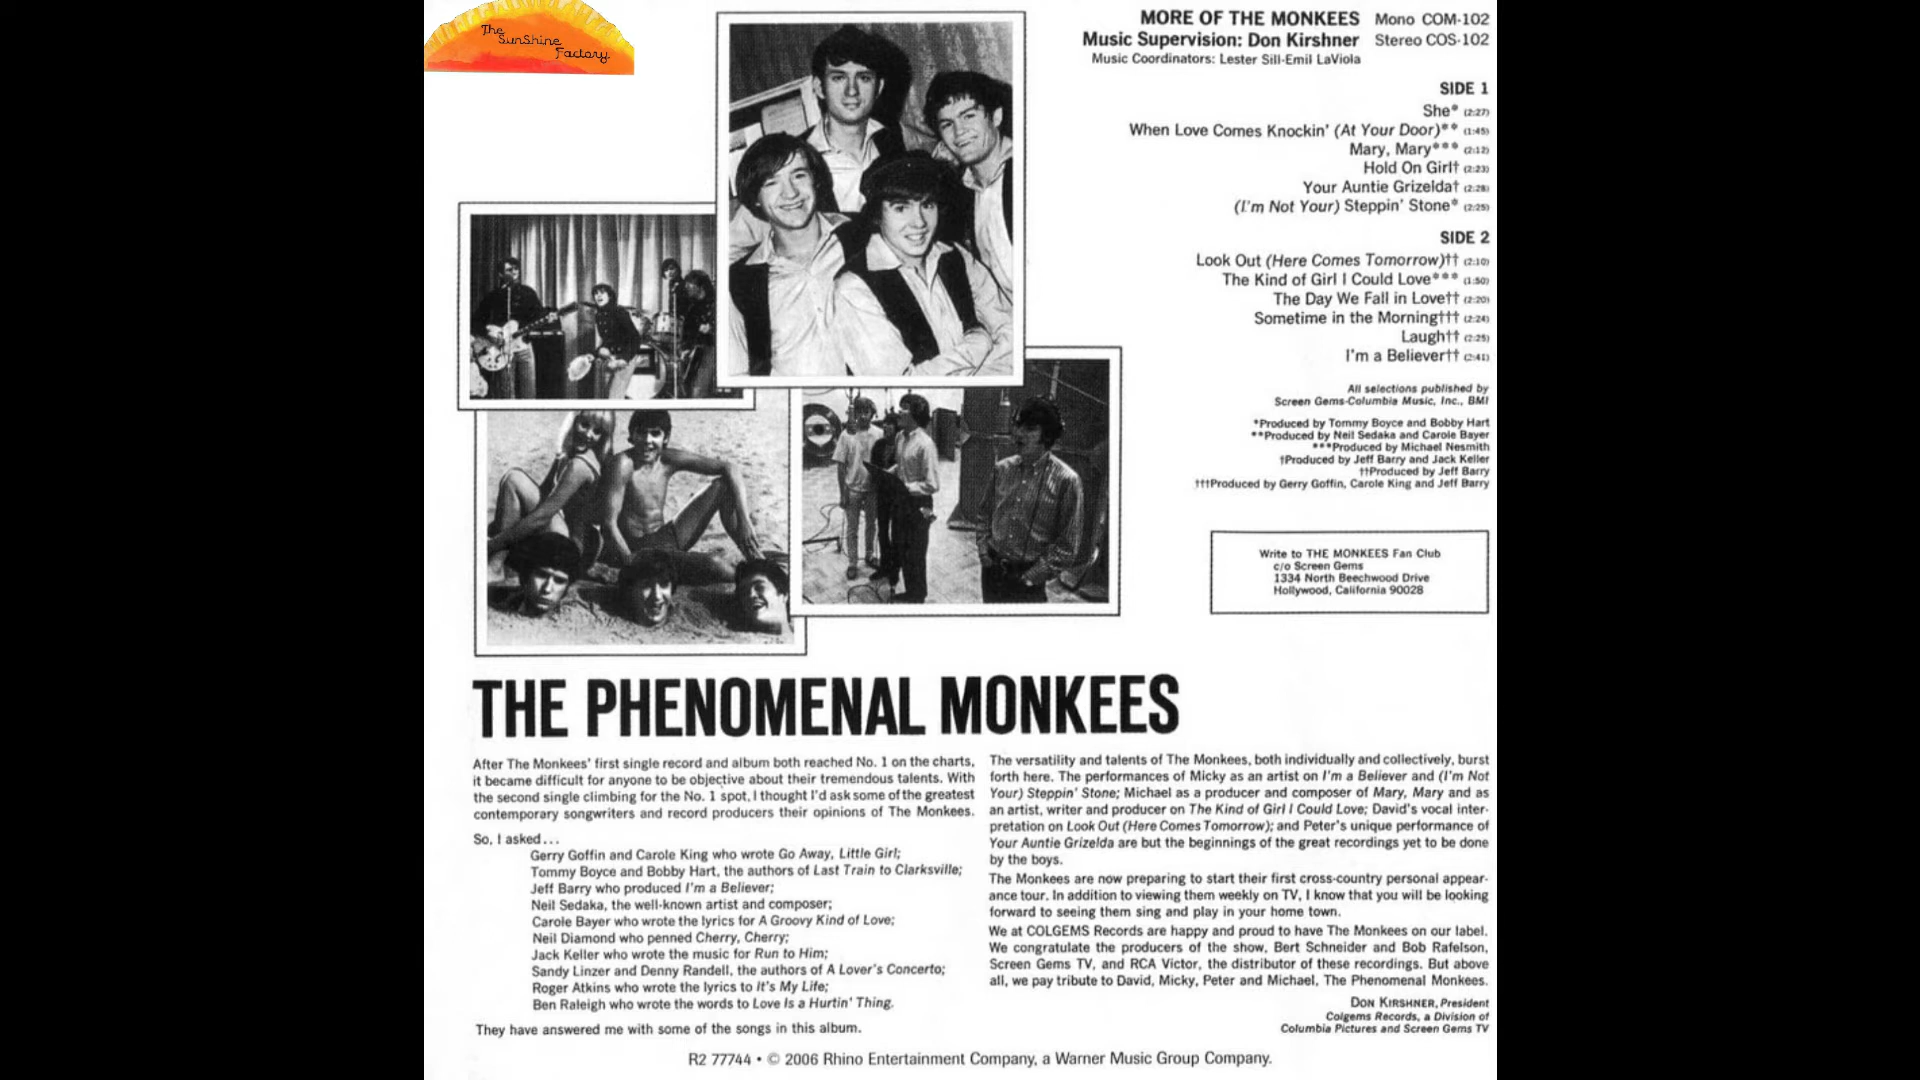 The
SunShine
Factory
MORE OF THE MONKEES Mono COM-102
Music Supervision: Don Kirshner Stereo COS-102
Music Coordinators: Lester Sill-Emil LaViola
SIDE 1
She* (2:27)
When Love Comes Knockin' (At Your Door)** (1:45)
Mary, Mary*** (2:12)
Hold On Girl† (2:23)
Your Auntie Grizelda† (2:28)
(I'm Not Your) Steppin' Stone* (2:25)
SIDE 2
Look Out (Here Comes Tomorrow)†† (2:10)
The Kind of Girl I Could Love*** (1:50)
The Day We Fall in Love†† (2:20)
Sometime in the Morning††† (2:24)
Laugh†† (2:25)
I'm a Believer†† (2:41)
All selections published by
Screen Gems-Columbia Music, Inc., BMI
*Produced by Tommy Boyce and Bobby Hart
**Produced by Neil Sedaka and Carole Bayer
***Produced by Michael Nesmith
†Produced by Jeff Barry and Jack Keller
††Produced by Jeff Barry
†††Produced by Gerry Goffin, Carole King and Jeff Barry
Write to THE MONKEES Fan Club
c/o Screen Gems
1334 North Beechwood Drive
Hollywood, California 90028
THE PHENOMENAL MONKEES
After The Monkees' first single record and album both reached No. 1 on the charts,
it became difficult for anyone to be objective about their tremendous talents. With
the second single climbing for the No. 1 spot, I thought I'd ask some of the greatest
contemporary songwriters and record producers their opinions of The Monkees.
So, I asked...
Gerry Goffin and Carole King who wrote Go Away, Little Girl;
Tommy Boyce and Bobby Hart, the authors of Last Train to Clarksville;
Jeff Barry who produced I'm a Believer;
Neil Sedaka, the well-known artist and composer;
Carole Bayer who wrote the lyrics for A Groovy Kind of Love;
Neil Diamond who penned Cherry, Cherry;
Jack Keller who wrote the music for Run to Him;
Sandy Linzer and Denny Randell, the authors of A Lover's Concerto;
Roger Atkins who wrote the lyrics to It's My Life;
Ben Raleigh who wrote the words to Love Is a Hurtin' Thing.
They have answered me with some of the songs in this album.
The versatility and talents of The Monkees, both individually and collectively, burst
forth here. The performances of Micky as an artist on I'm a Believer and (I'm Not
Your) Steppin' Stone; Michael as a producer and composer of Mary, Mary and as
an artist, writer and producer on The Kind of Girl I Could Love; David's vocal inter-
pretation on Look Out (Here Comes Tomorrow); and Peter's unique performance of
Your Auntie Grizelda are but the beginnings of the great recordings yet to be done
by the boys.
The Monkees are now preparing to start their first cross-country personal appear-
ance tour. In addition to viewing them weekly on TV, I know that you will be looking
forward to seeing them sing and play in your home town.
We at COLGEMS Records are happy and proud to have The Monkees on our label.
We congratulate the producers of the show, Bert Schneider and Bob Rafelson,
Screen Gems TV, and RCA Victor, the distributor of these recordings. But above
all, we pay tribute to David, Micky, Peter and Michael, The Phenomenal Monkees.
DON KIRSHNER, President
Colgems Records, a Division of
Columbia Pictures and Screen Gems TV
R2 77744 • © 2006 Rhino Entertainment Company, a Warner Music Group Company.